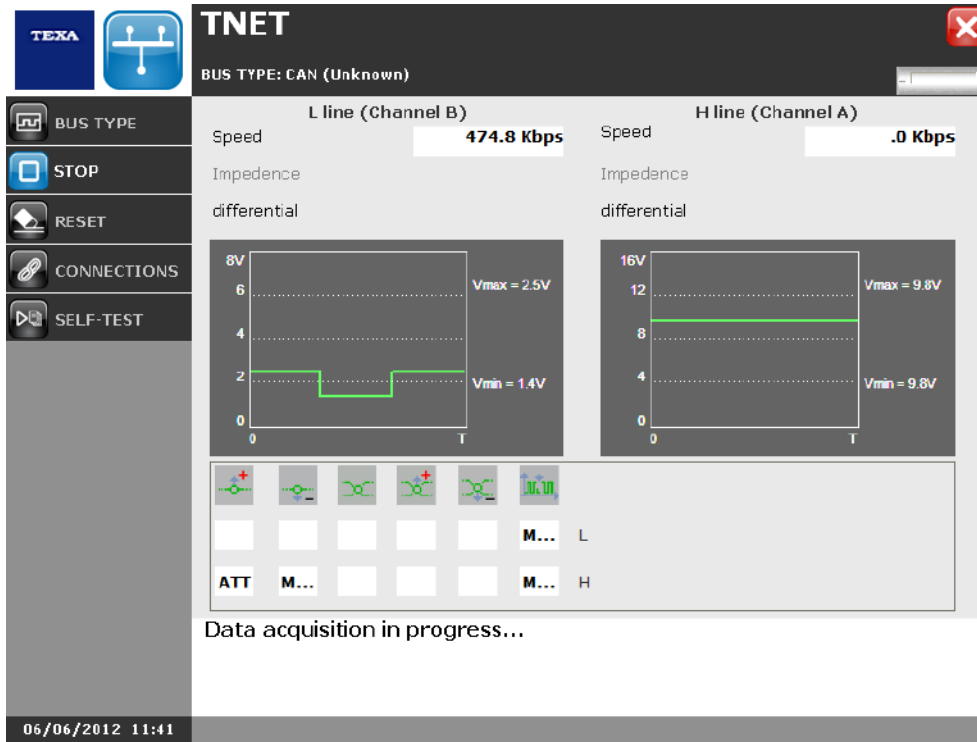 TEXA
TNET
BUS TYPE: CAN (Unknown)
BUS TYPE
STOP
RESET
CONNECTIONS
SELF-TEST
L line (Channel B)
Speed
474.8 Kbps
Impedence
differential
8V
6
4
2
0
0
T
Vmax = 2.5V
Vmin = 1.4V
H line (Channel A)
Speed
.0 Kbps
Impedence
differential
16V
12
8
4
0
0
T
Vmax = 9.8V
Vmin = 9.8V
M... L
ATT M... M... H
Data acquisition in progress...
06/06/2012 11:41